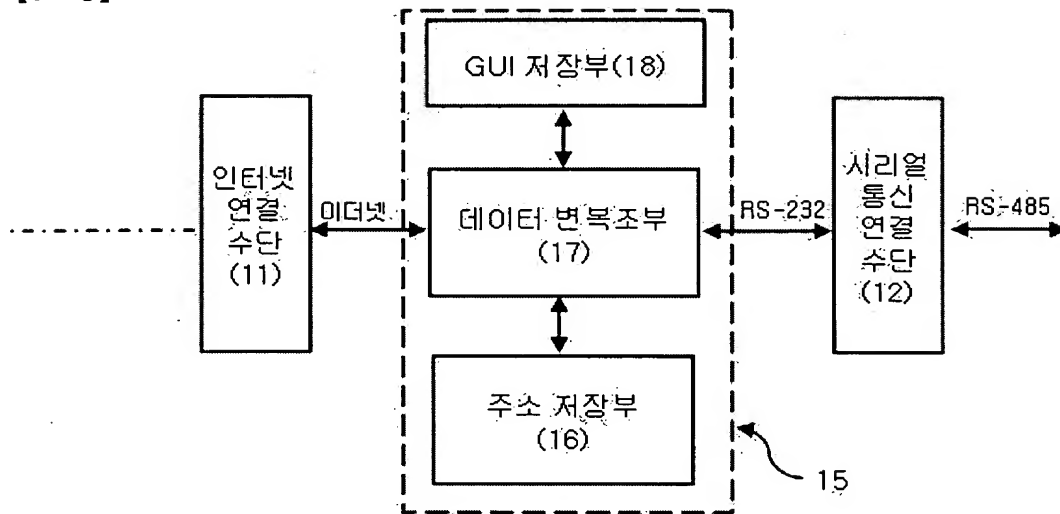 GUI 저장부(18)
인터넷
연결
수단
(11)
이더넷
데이터 변복조부
(17)
RS-232
시리얼
통신
연결
수단
(12)
RS-485
주소 저장부
(16)
15